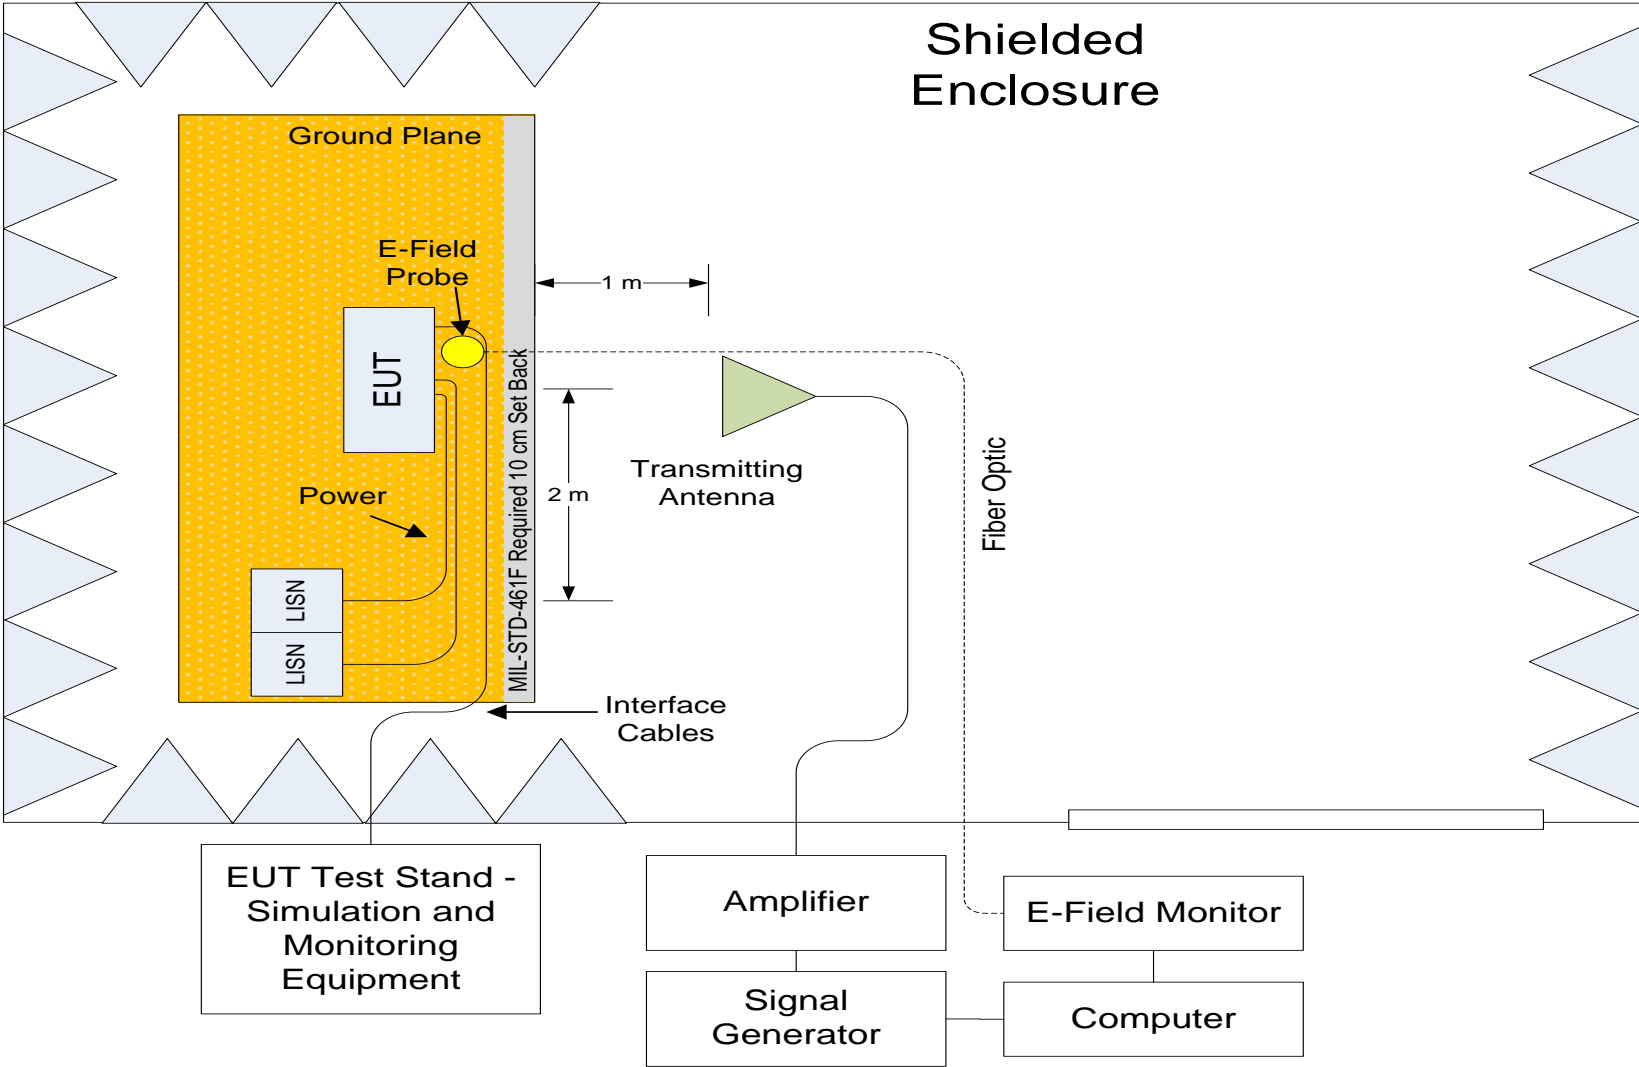 Shielded
Enclosure
Ground Plane
E-Field
Probe
1 m
EUT
MIL-STD-461F Required 10 cm Set Back
Transmitting
Antenna
2 m
Power
Fiber Optic
LISN
LISN
Interface
Cables
EUT Test Stand -
Simulation and
Monitoring
Equipment
Amplifier
E-Field Monitor
Signal
Generator
Computer